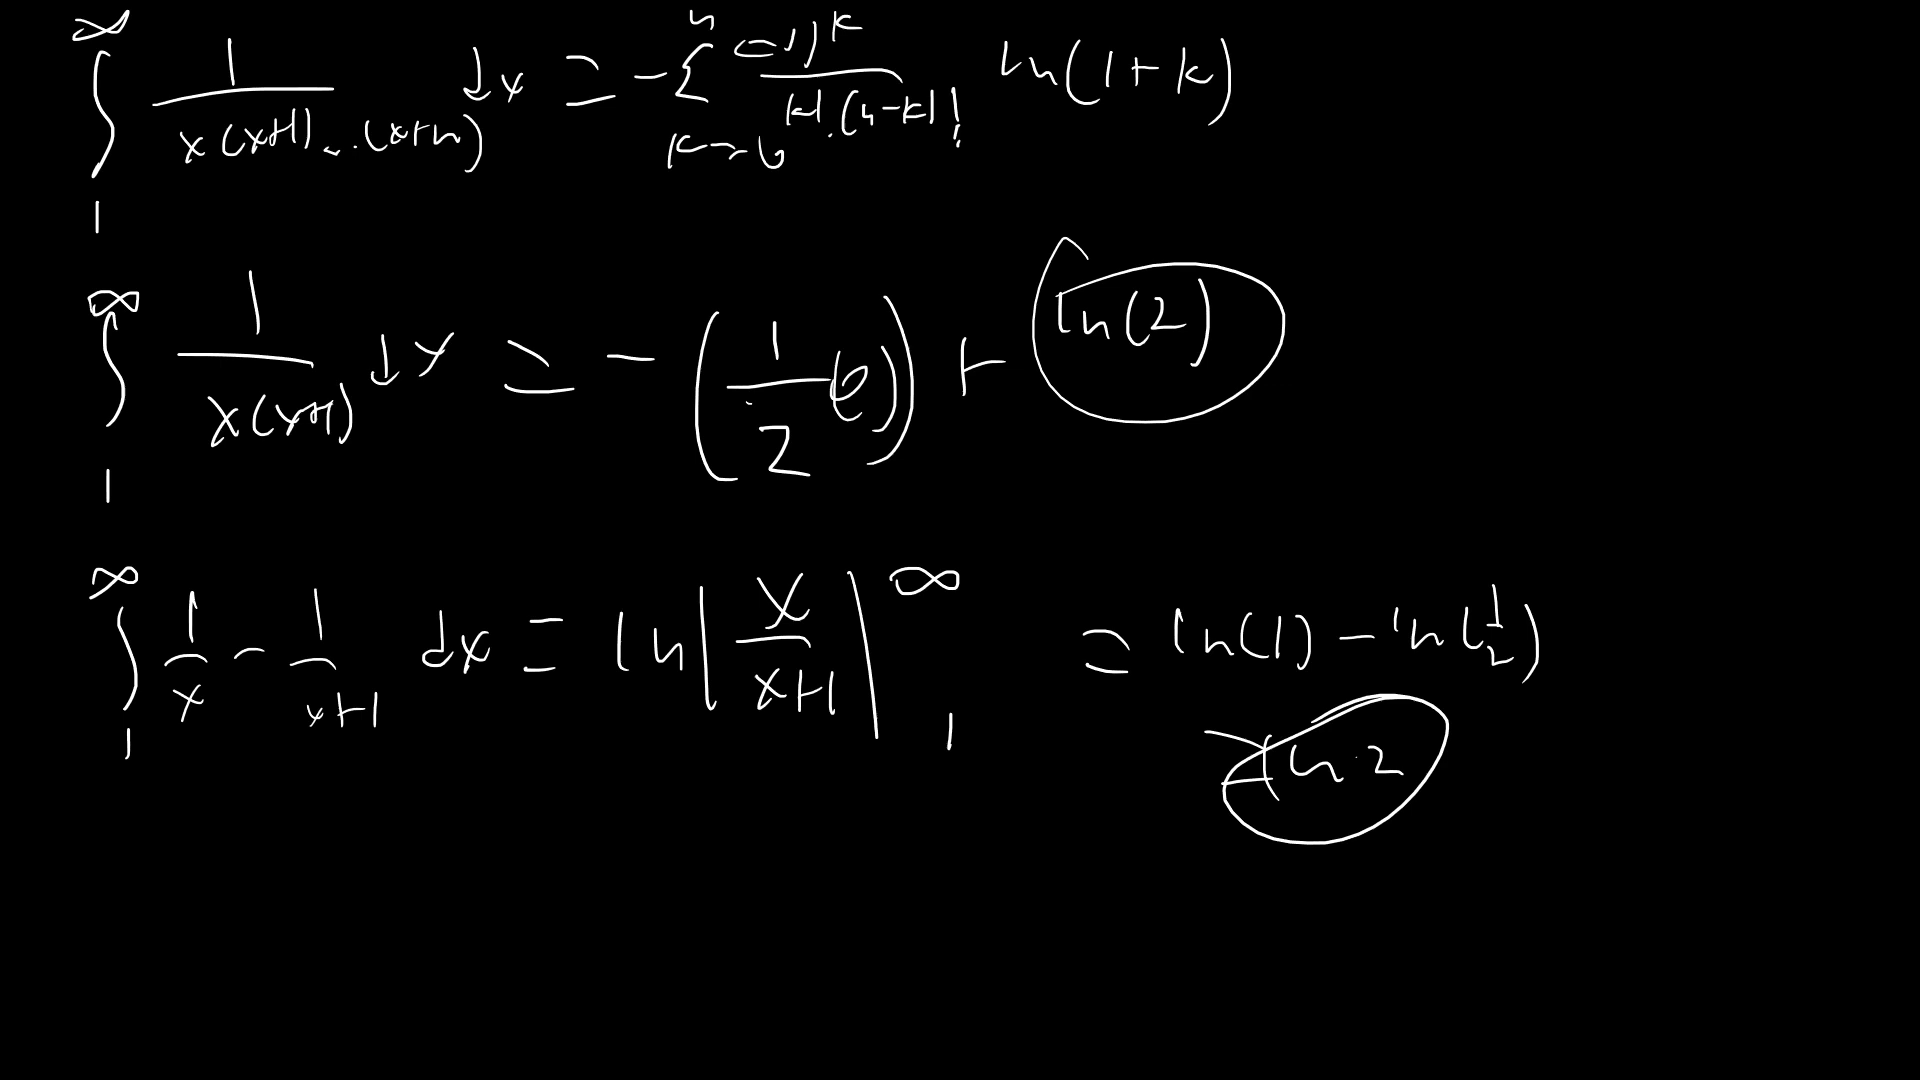 ∫₁^∞ 1/(x(x+1)...(x+n)) dx = -∑_{k=0}^{n} (-1)^k/(k!.(n-k)!) ln(1+k)
∫₁^∞ 1/(x(x+1)) dx = -(1/2(0)) + ln(2)
∫₁^∞ 1/x - 1/(x+1) dx = ln|x/(x+1)|₁^∞ = ln(1) - ln(1/2)
= ln 2